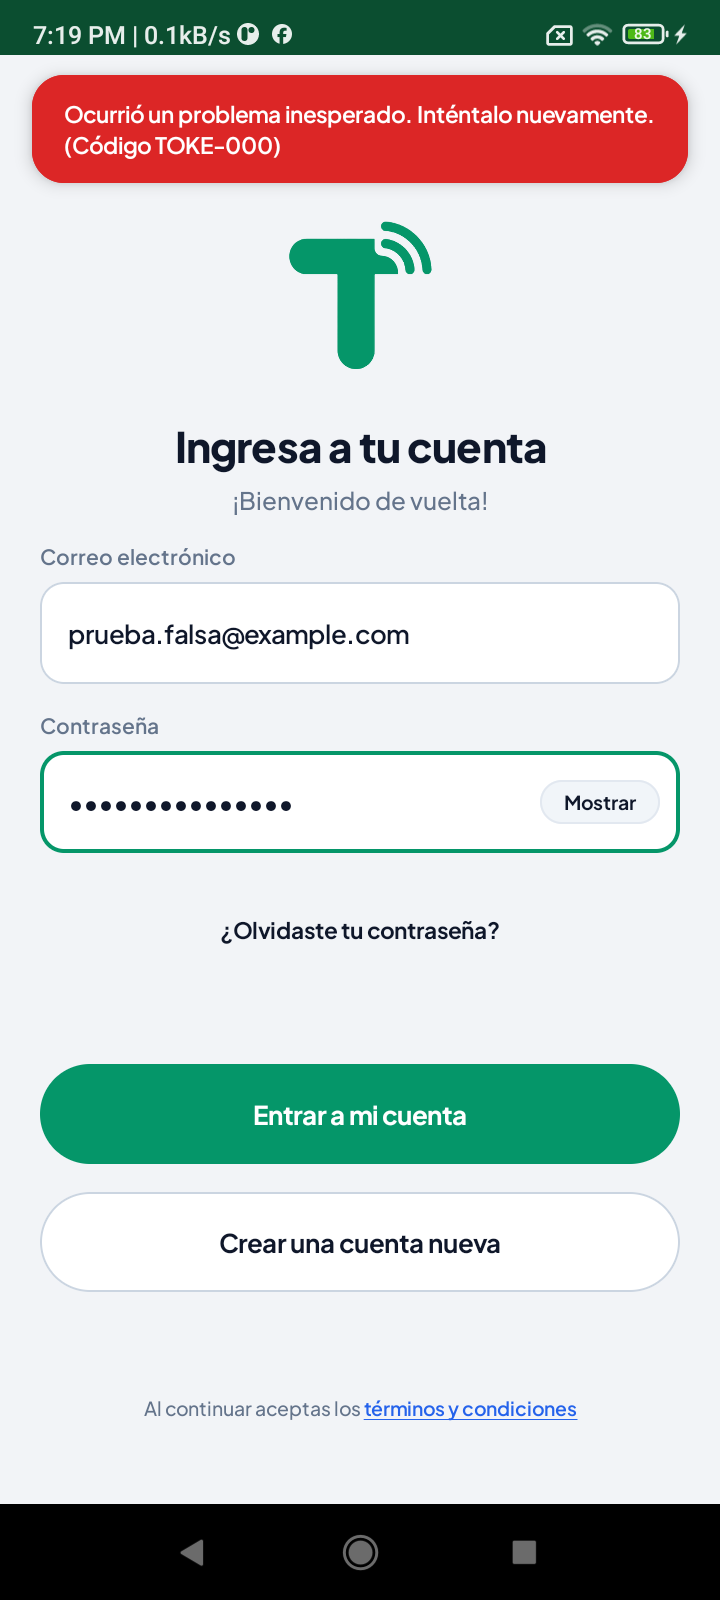 7:19 PM | 0.1kB/s
83
Ocurrió un problema inesperado. Inténtalo nuevamente.
(Código TOKE-000)
Ingresa a tu cuenta
¡Bienvenido de vuelta!
Correo electrónico
prueba.falsa@example.com
Contraseña
Mostrar
¿Olvidaste tu contraseña?
Entrar a mi cuenta
Crear una cuenta nueva
Al continuar aceptas los términos y condiciones